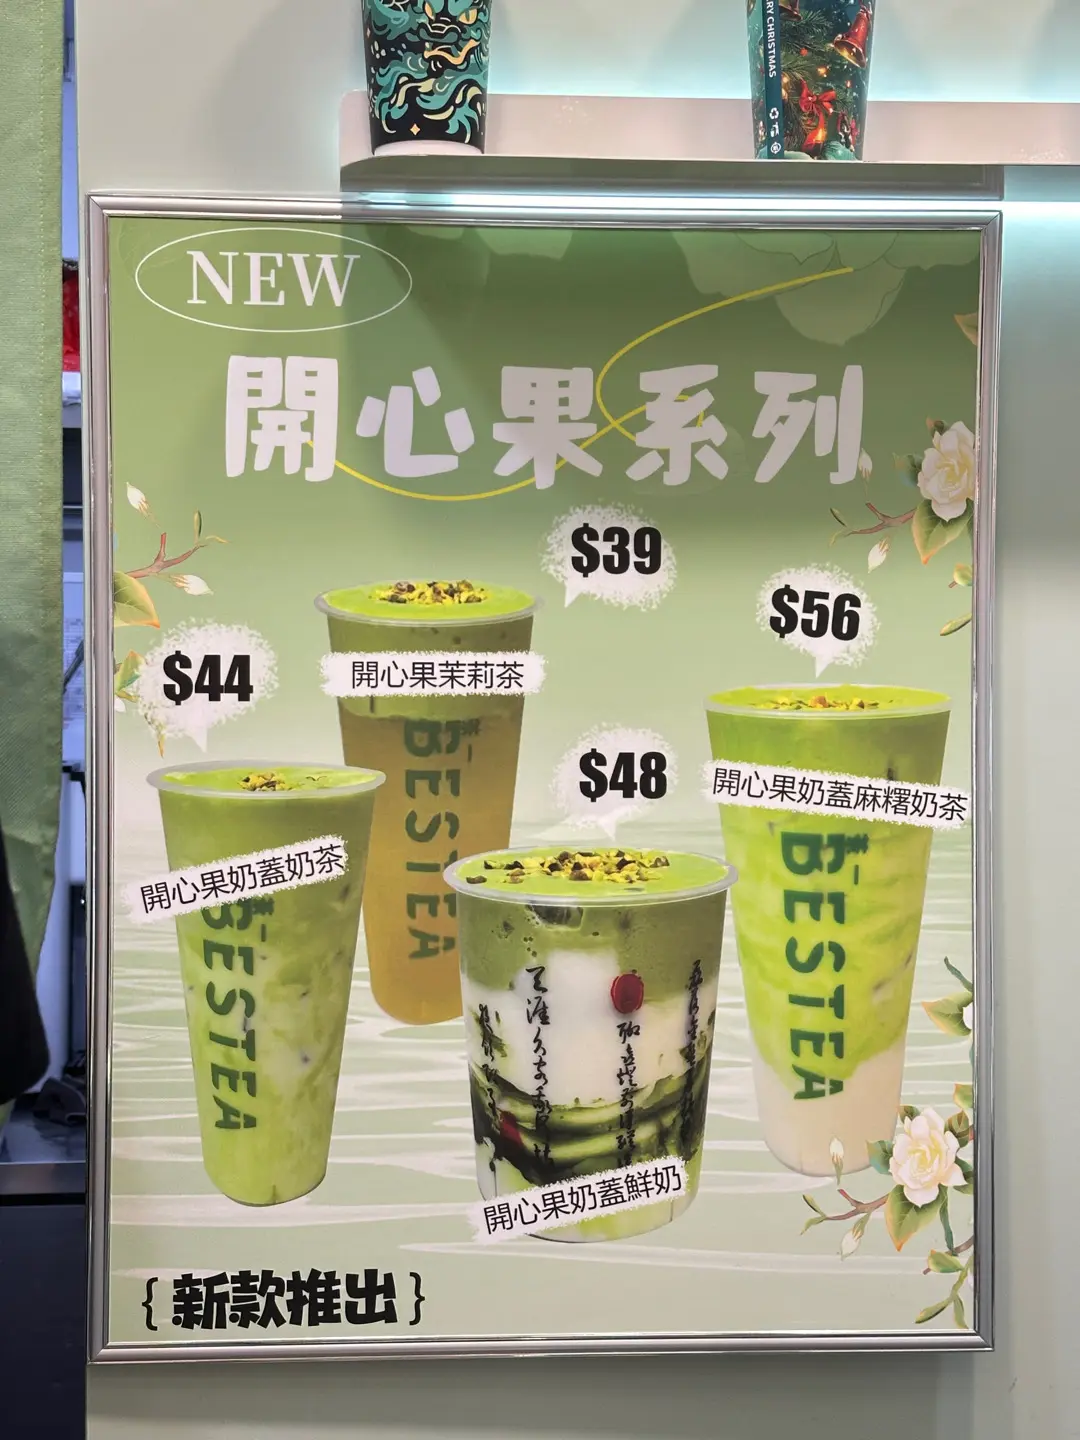 RY CHRISTMAS
NEW
開心果系列
$39
$56
$44
開心果茉莉茶
$48
開心果奶蓋麻糬奶茶
開心果奶蓋奶茶
BESTEA
BESTEA
BESTEA
開心果奶蓋鮮奶
{新款推出}